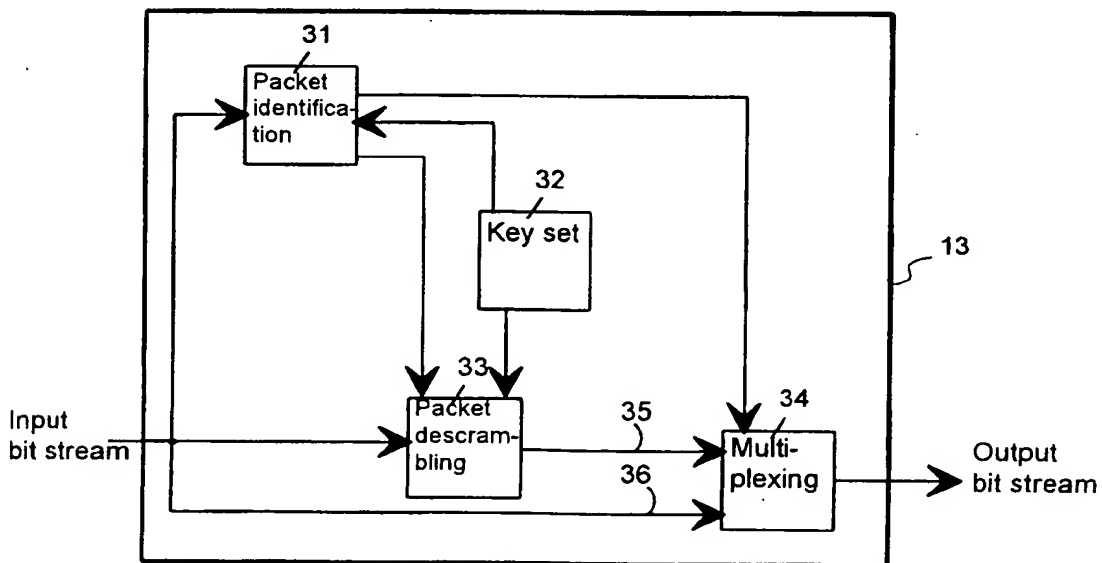 31
Packet
identifica-
tion
32
Key set
13
33
Packet
descram-
bling
35
34
Multi-
plexing
36
Input
bit stream
Output
bit stream